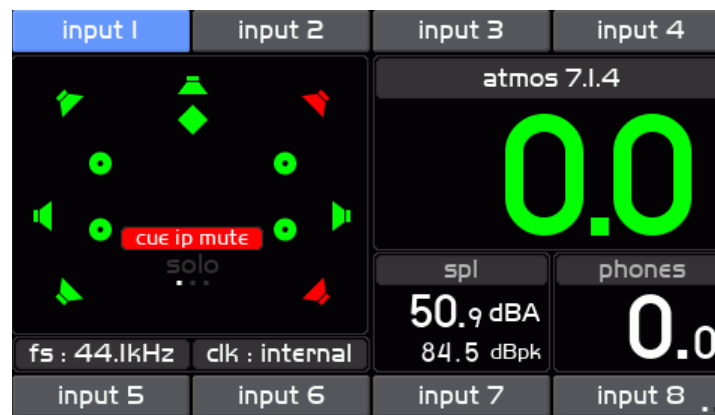 input 1
input 2
input 3
input 4
atmos 7.1.4
0.0
cue ip mute
solo
spl
phones
50.9 dBA
84.5 dBpk
0.0
fs : 44.1kHz
clk : internal
input 5
input 6
input 7
input 8